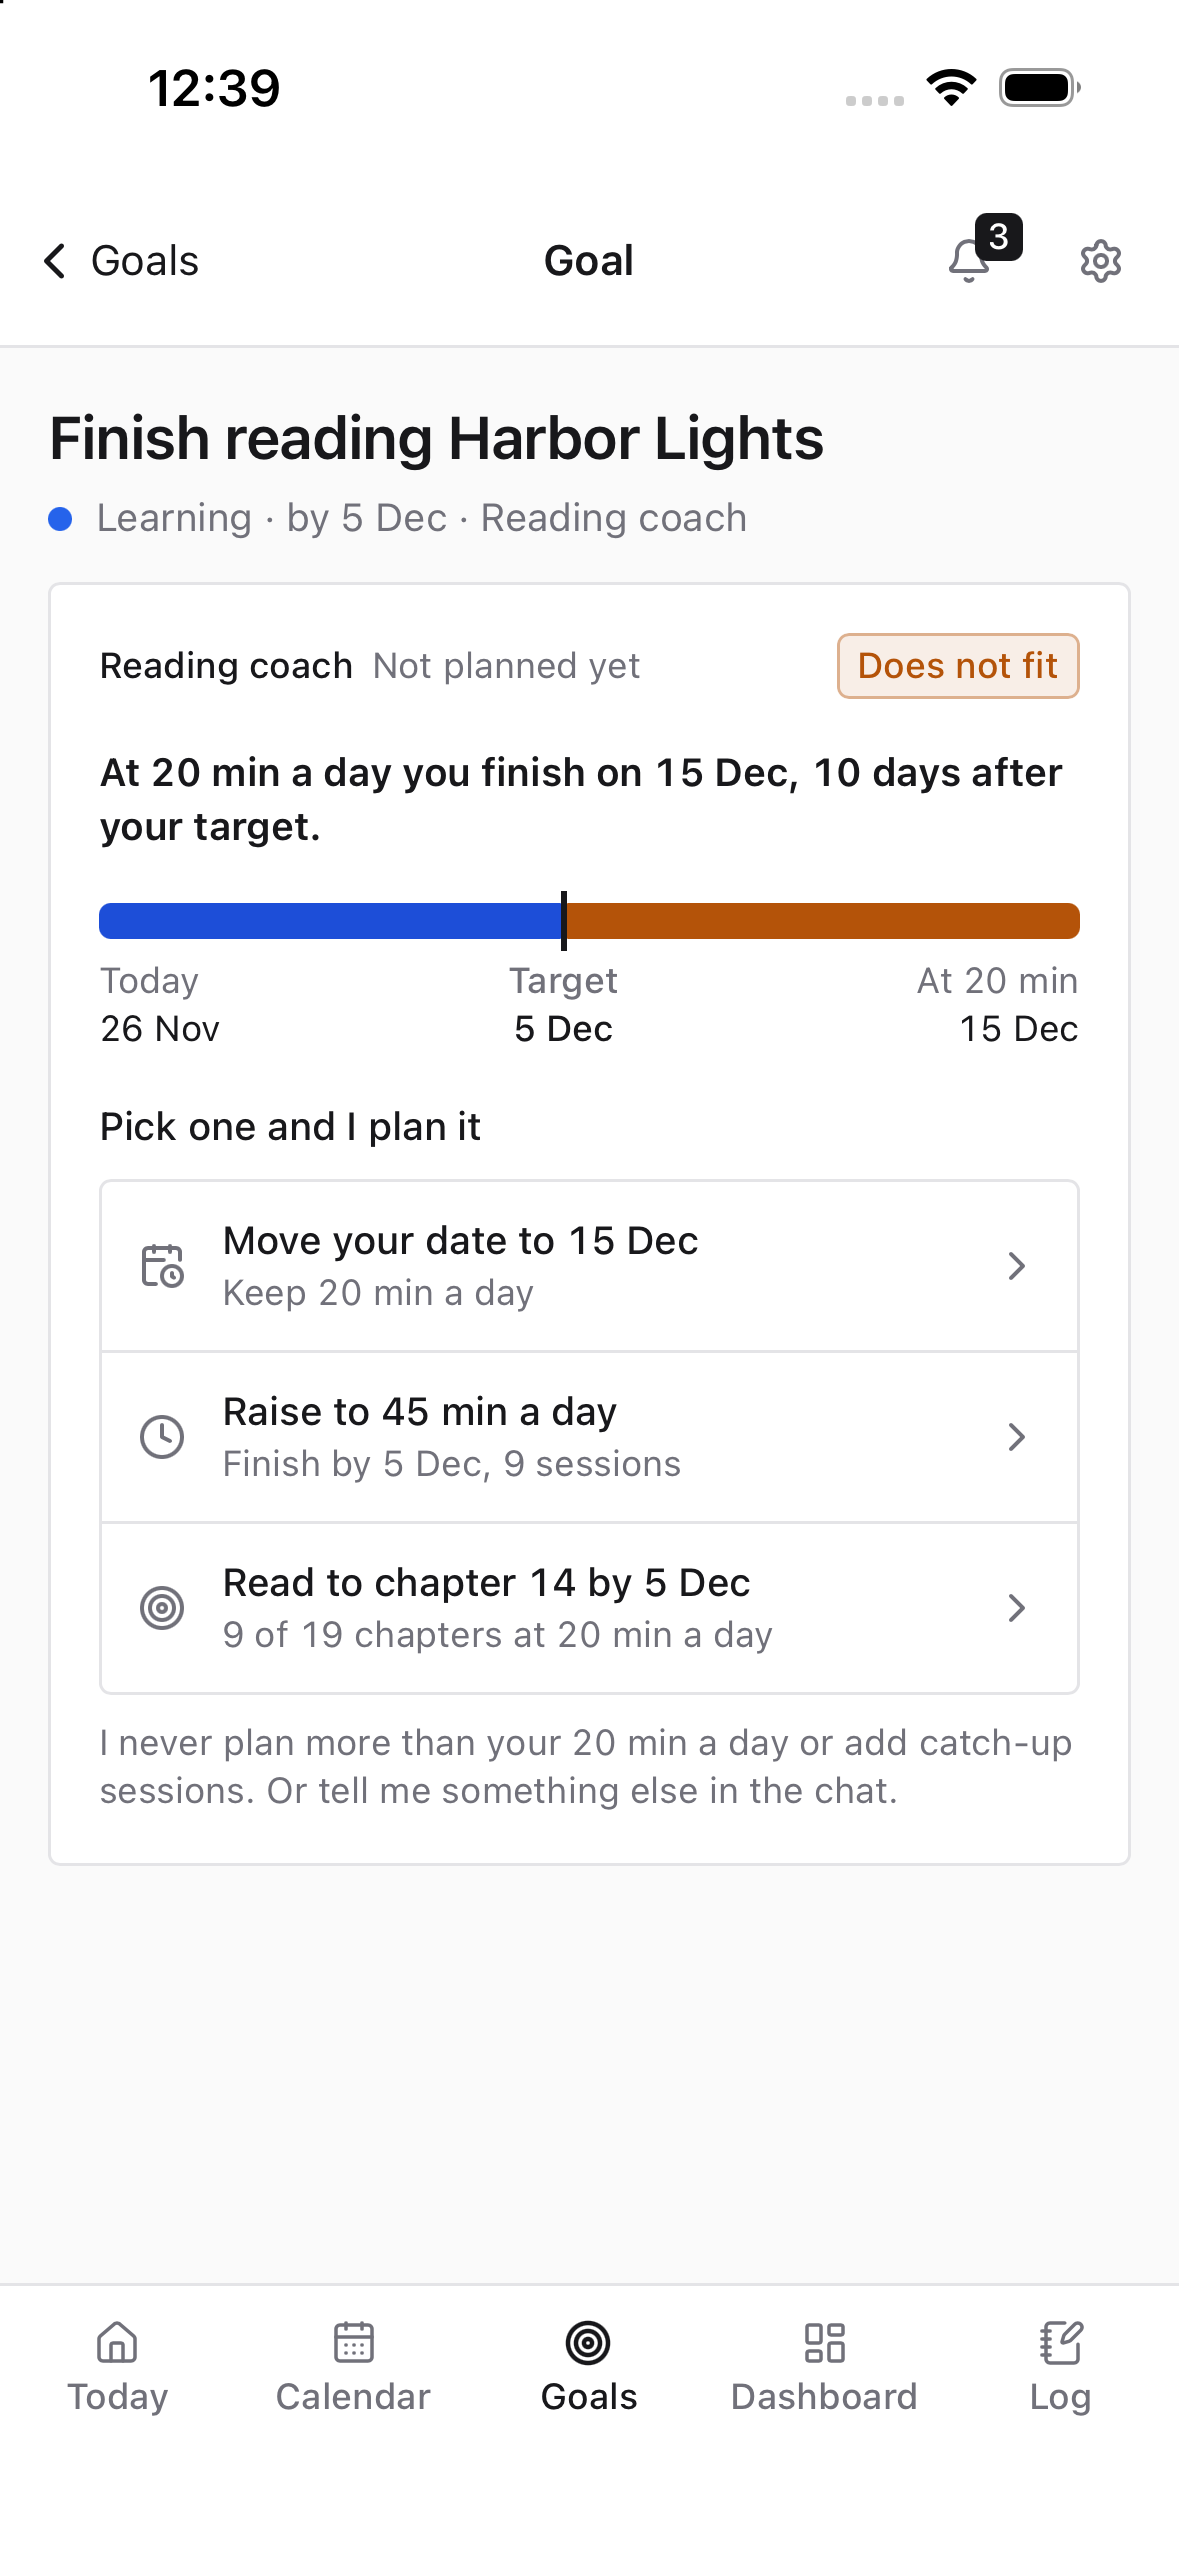 12:39
Goals
Goal
3
Finish reading Harbor Lights
Learning · by 5 Dec · Reading coach
Reading coach Not planned yet
Does not fit
At 20 min a day you finish on 15 Dec, 10 days after
your target.
Today
Target
At 20 min
26 Nov
5 Dec
15 Dec
Pick one and I plan it
Move your date to 15 Dec
Keep 20 min a day
Raise to 45 min a day
Finish by 5 Dec, 9 sessions
Read to chapter 14 by 5 Dec
9 of 19 chapters at 20 min a day
I never plan more than your 20 min a day or add catch-up
sessions. Or tell me something else in the chat.
Today
Calendar
Goals
Dashboard
Log